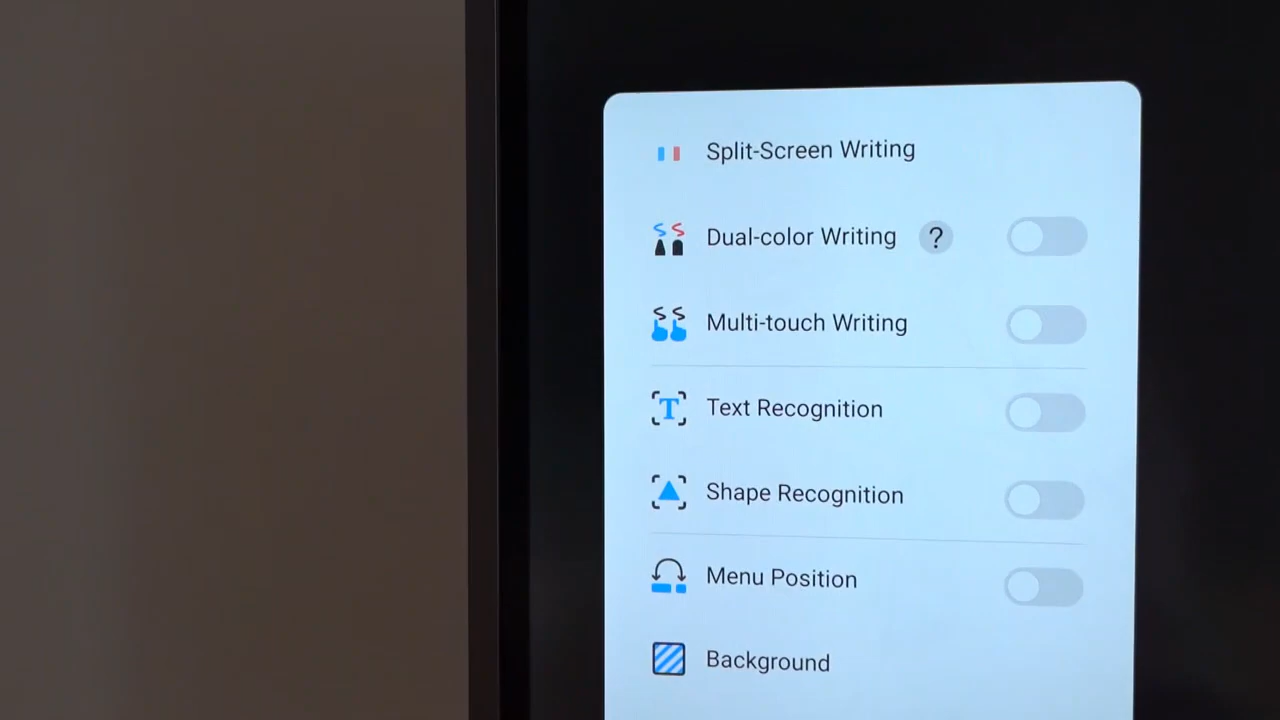 Split-Screen Writing
Dual-color Writing ?
Multi-touch Writing
Text Recognition
Shape Recognition
Menu Position
Background